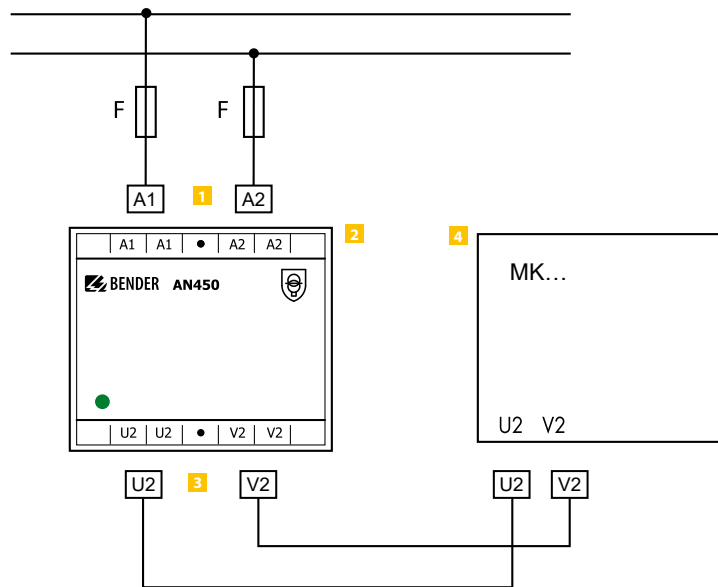 F F
A1 1 A2
2
4
A1 A1 A2 A2
MK...
BENDER AN450
U2 V2
U2 U2 V2 V2
U2 3 V2 U2 V2